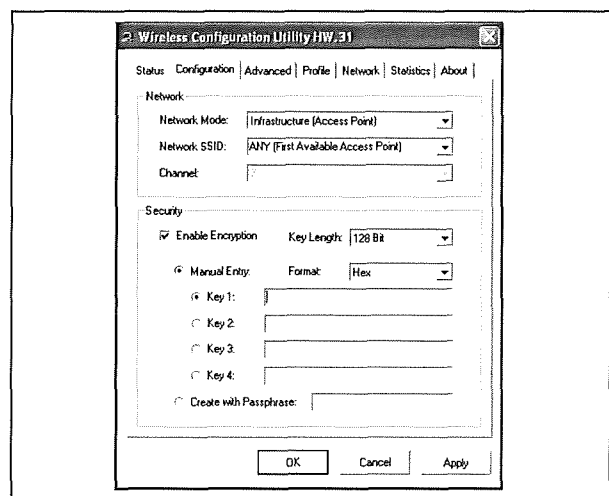 Wireless Configuration Utility HW.31
Status Configuration Advanced Profile Network Statistics About
Network
Network Mode: Infrastructure (Access Point)
Network SSID: ANY (First Available Access Point)
Channel:
Security
Enable Encryption Key Length: 128 Bit
Manual Entry: Format: Hex
Key 1:
Key 2:
Key 3:
Key 4:
Create with Passphrase:
OK Cancel Apply